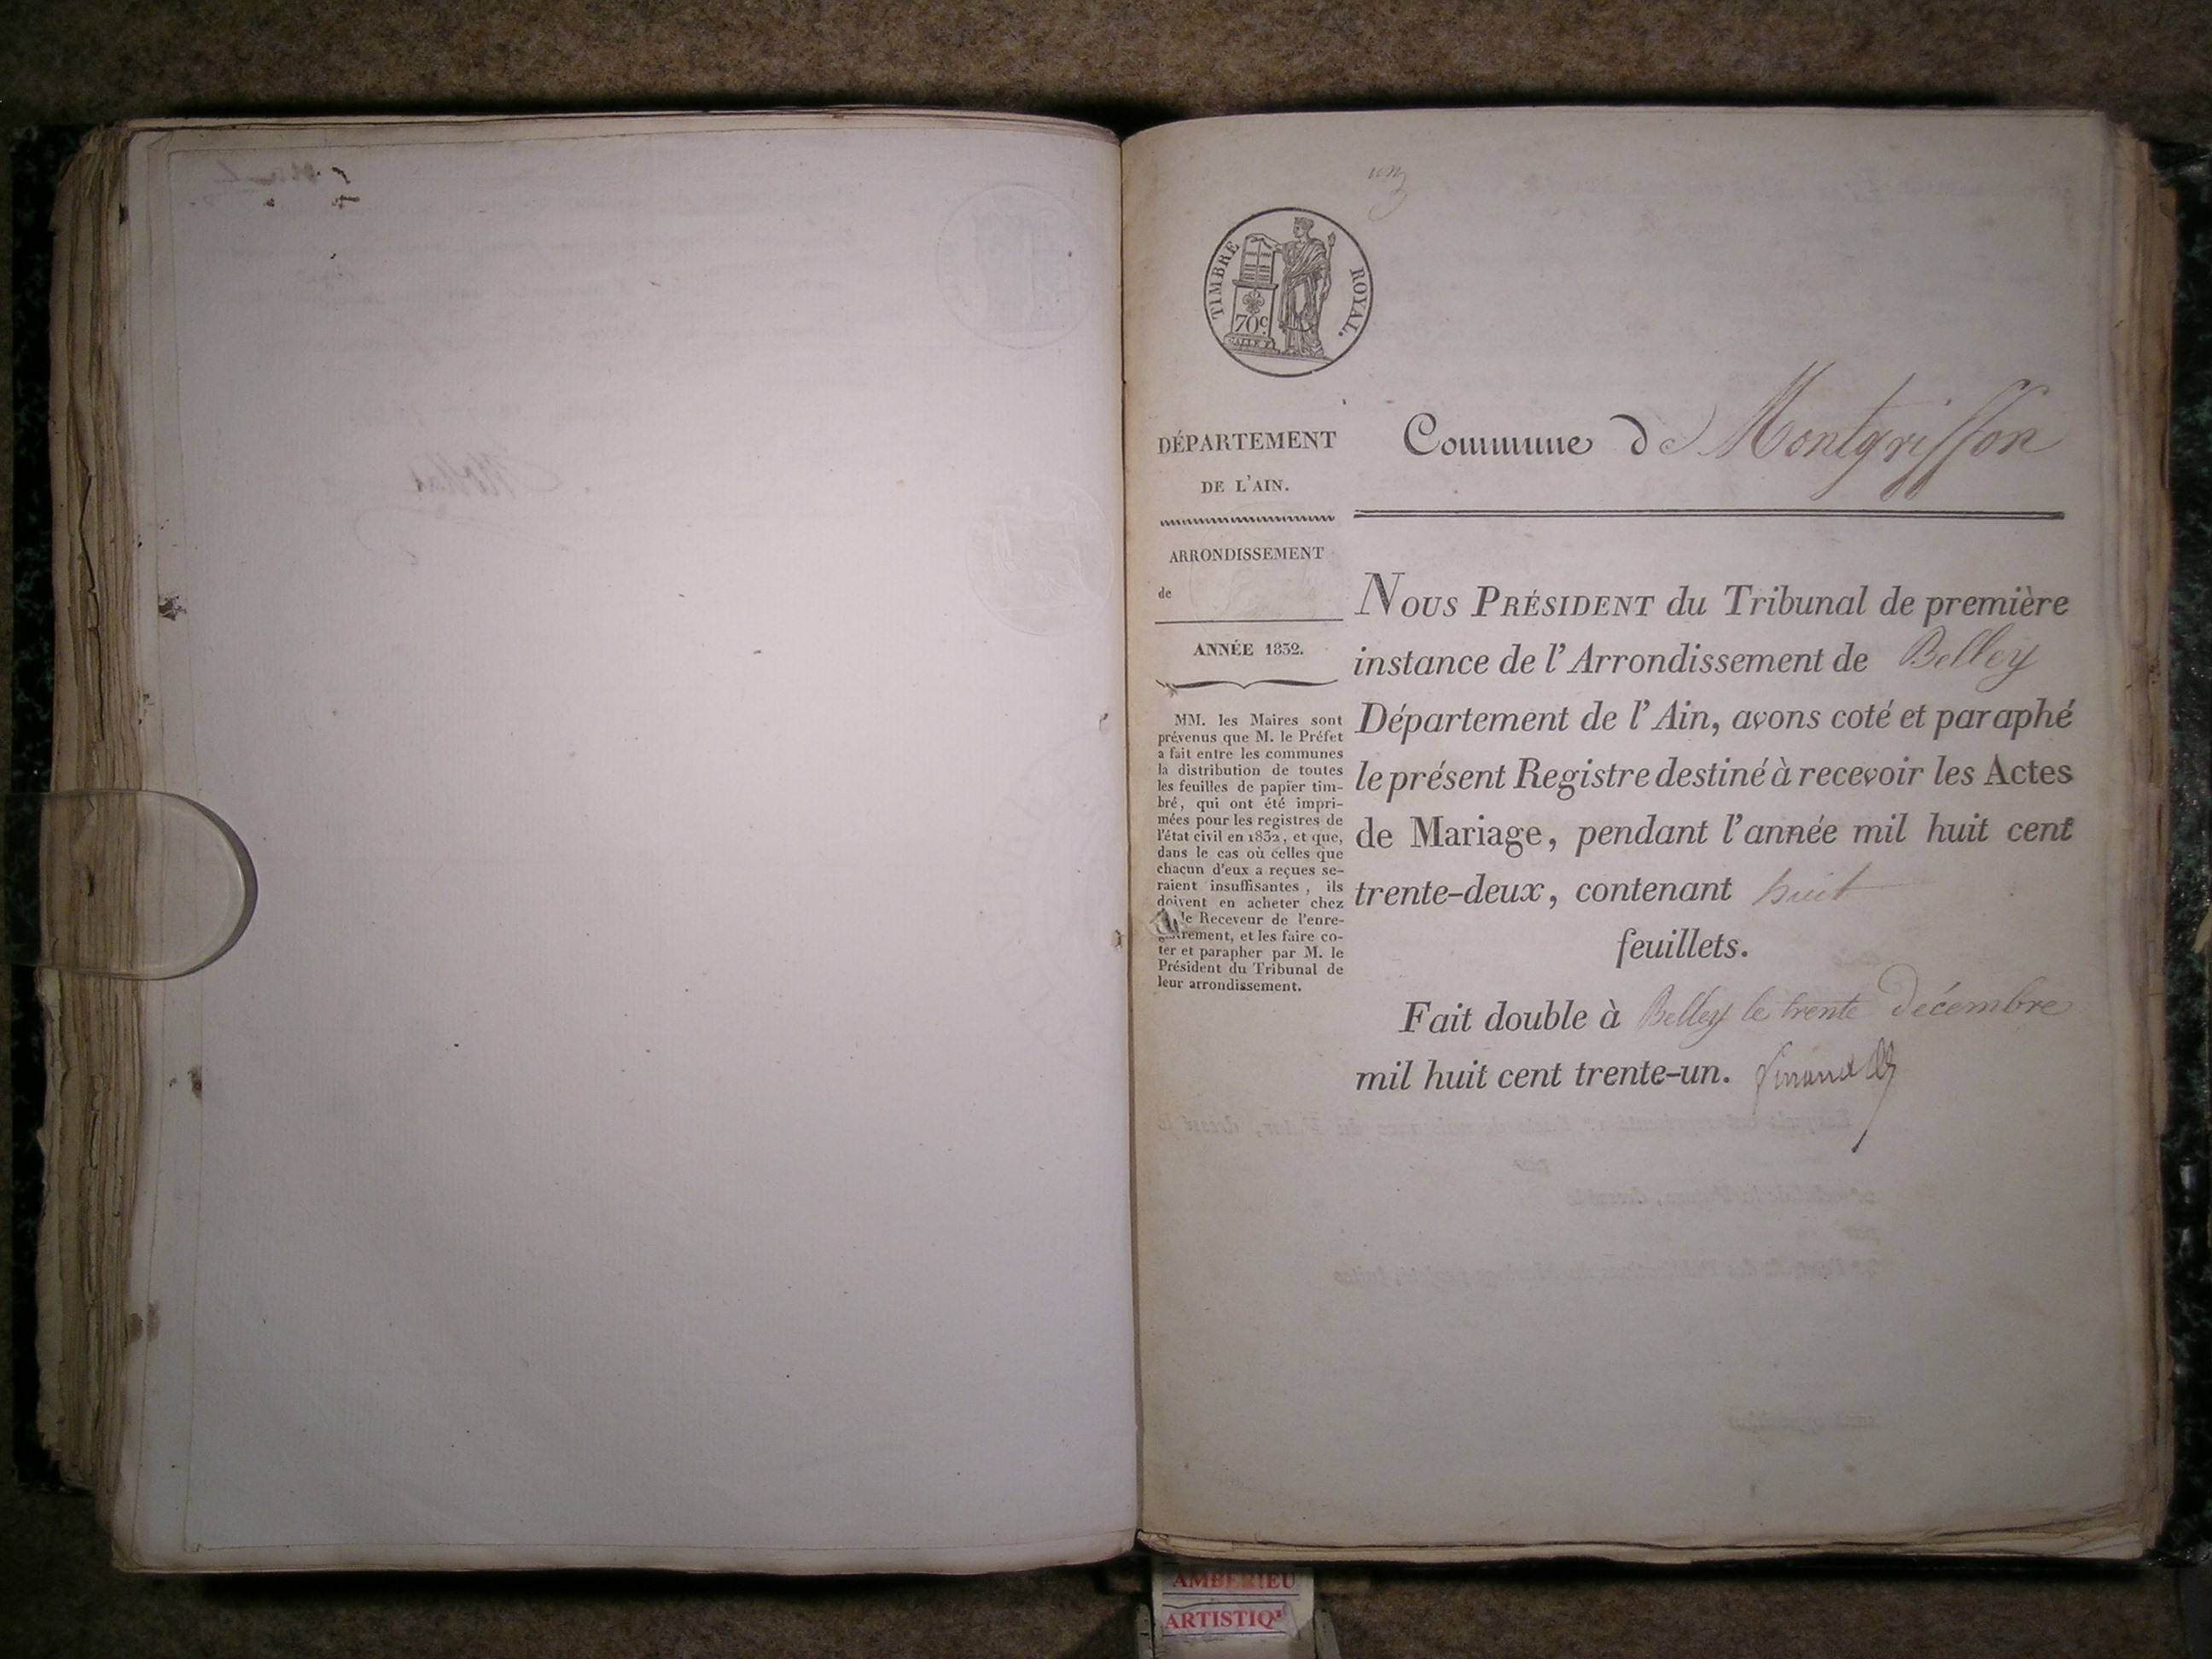 un
TIMBRE ROYAL.
70 c
DÉPARTEMENT
DE L'AIN.
ARRONDISSEMENT
de
ANNÉE 1832.
MM. les Maires sont
prévenus que M. le Préfet
a fait entre les communes
la distribution de toutes
les feuilles de papier tim-
bré, qui ont été impri-
mées pour les registres de
l'état civil en 1832, et que,
dans le cas où celles que
chacun d'eux a reçues se-
raient insuffisantes, ils
doivent en acheter chez
le Receveur de l'enre-
gistrement, et les faire co-
ter et parapher par M. le
Président du Tribunal de
leur arrondissement.
Commune de Montgriffon
NOUS PRÉSIDENT du Tribunal de première
instance de l'Arrondissement de Belley
Département de l'Ain, avons coté et paraphé
le présent Registre destiné à recevoir les Actes
de Mariage, pendant l'année mil huit cent
trente-deux, contenant huit
feuillets.
Fait double à Belley le trente décembre
mil huit cent trente-un.
AMBERIEU
ARTISTIQ